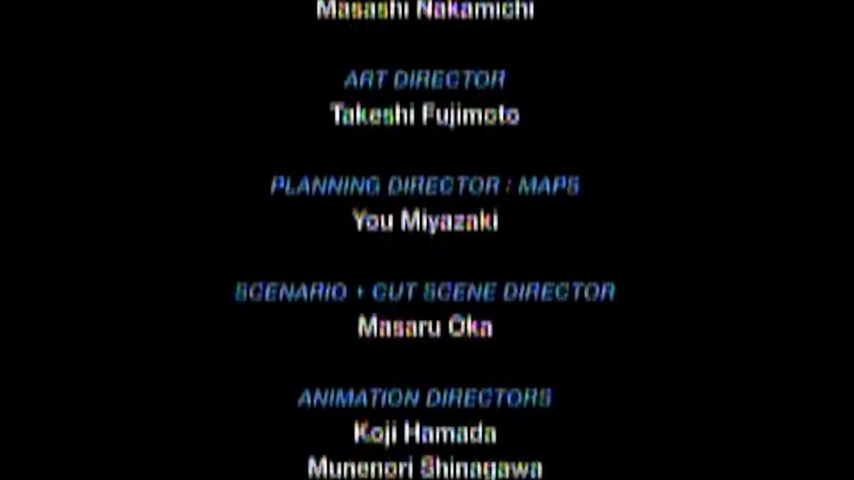 Masashi Nakamichi
ART DIRECTOR
Takeshi Fujimoto
PLANNING DIRECTOR : MAPS
You Miyazaki
SCENARIO + CUT SCENE DIRECTOR
Masaru Oka
ANIMATION DIRECTORS
Koji Hamada
Munenori Shinagawa